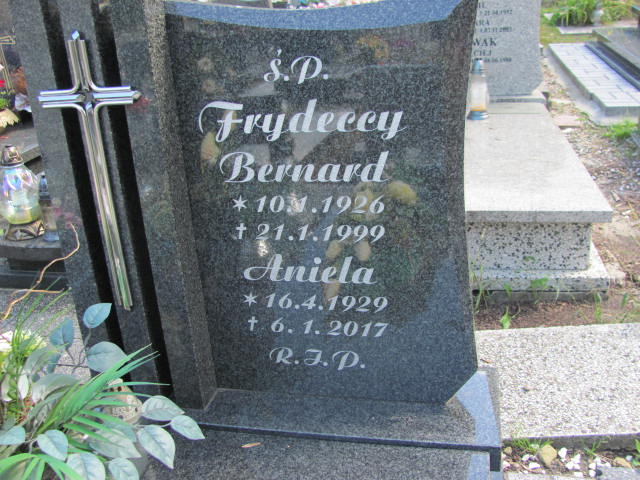 ś.P.
Frydeccy
Bernard
* 10.1.1926
† 21.1.1999
Aniela
* 16.4.1929
† 6.1.2017
R.I.P.